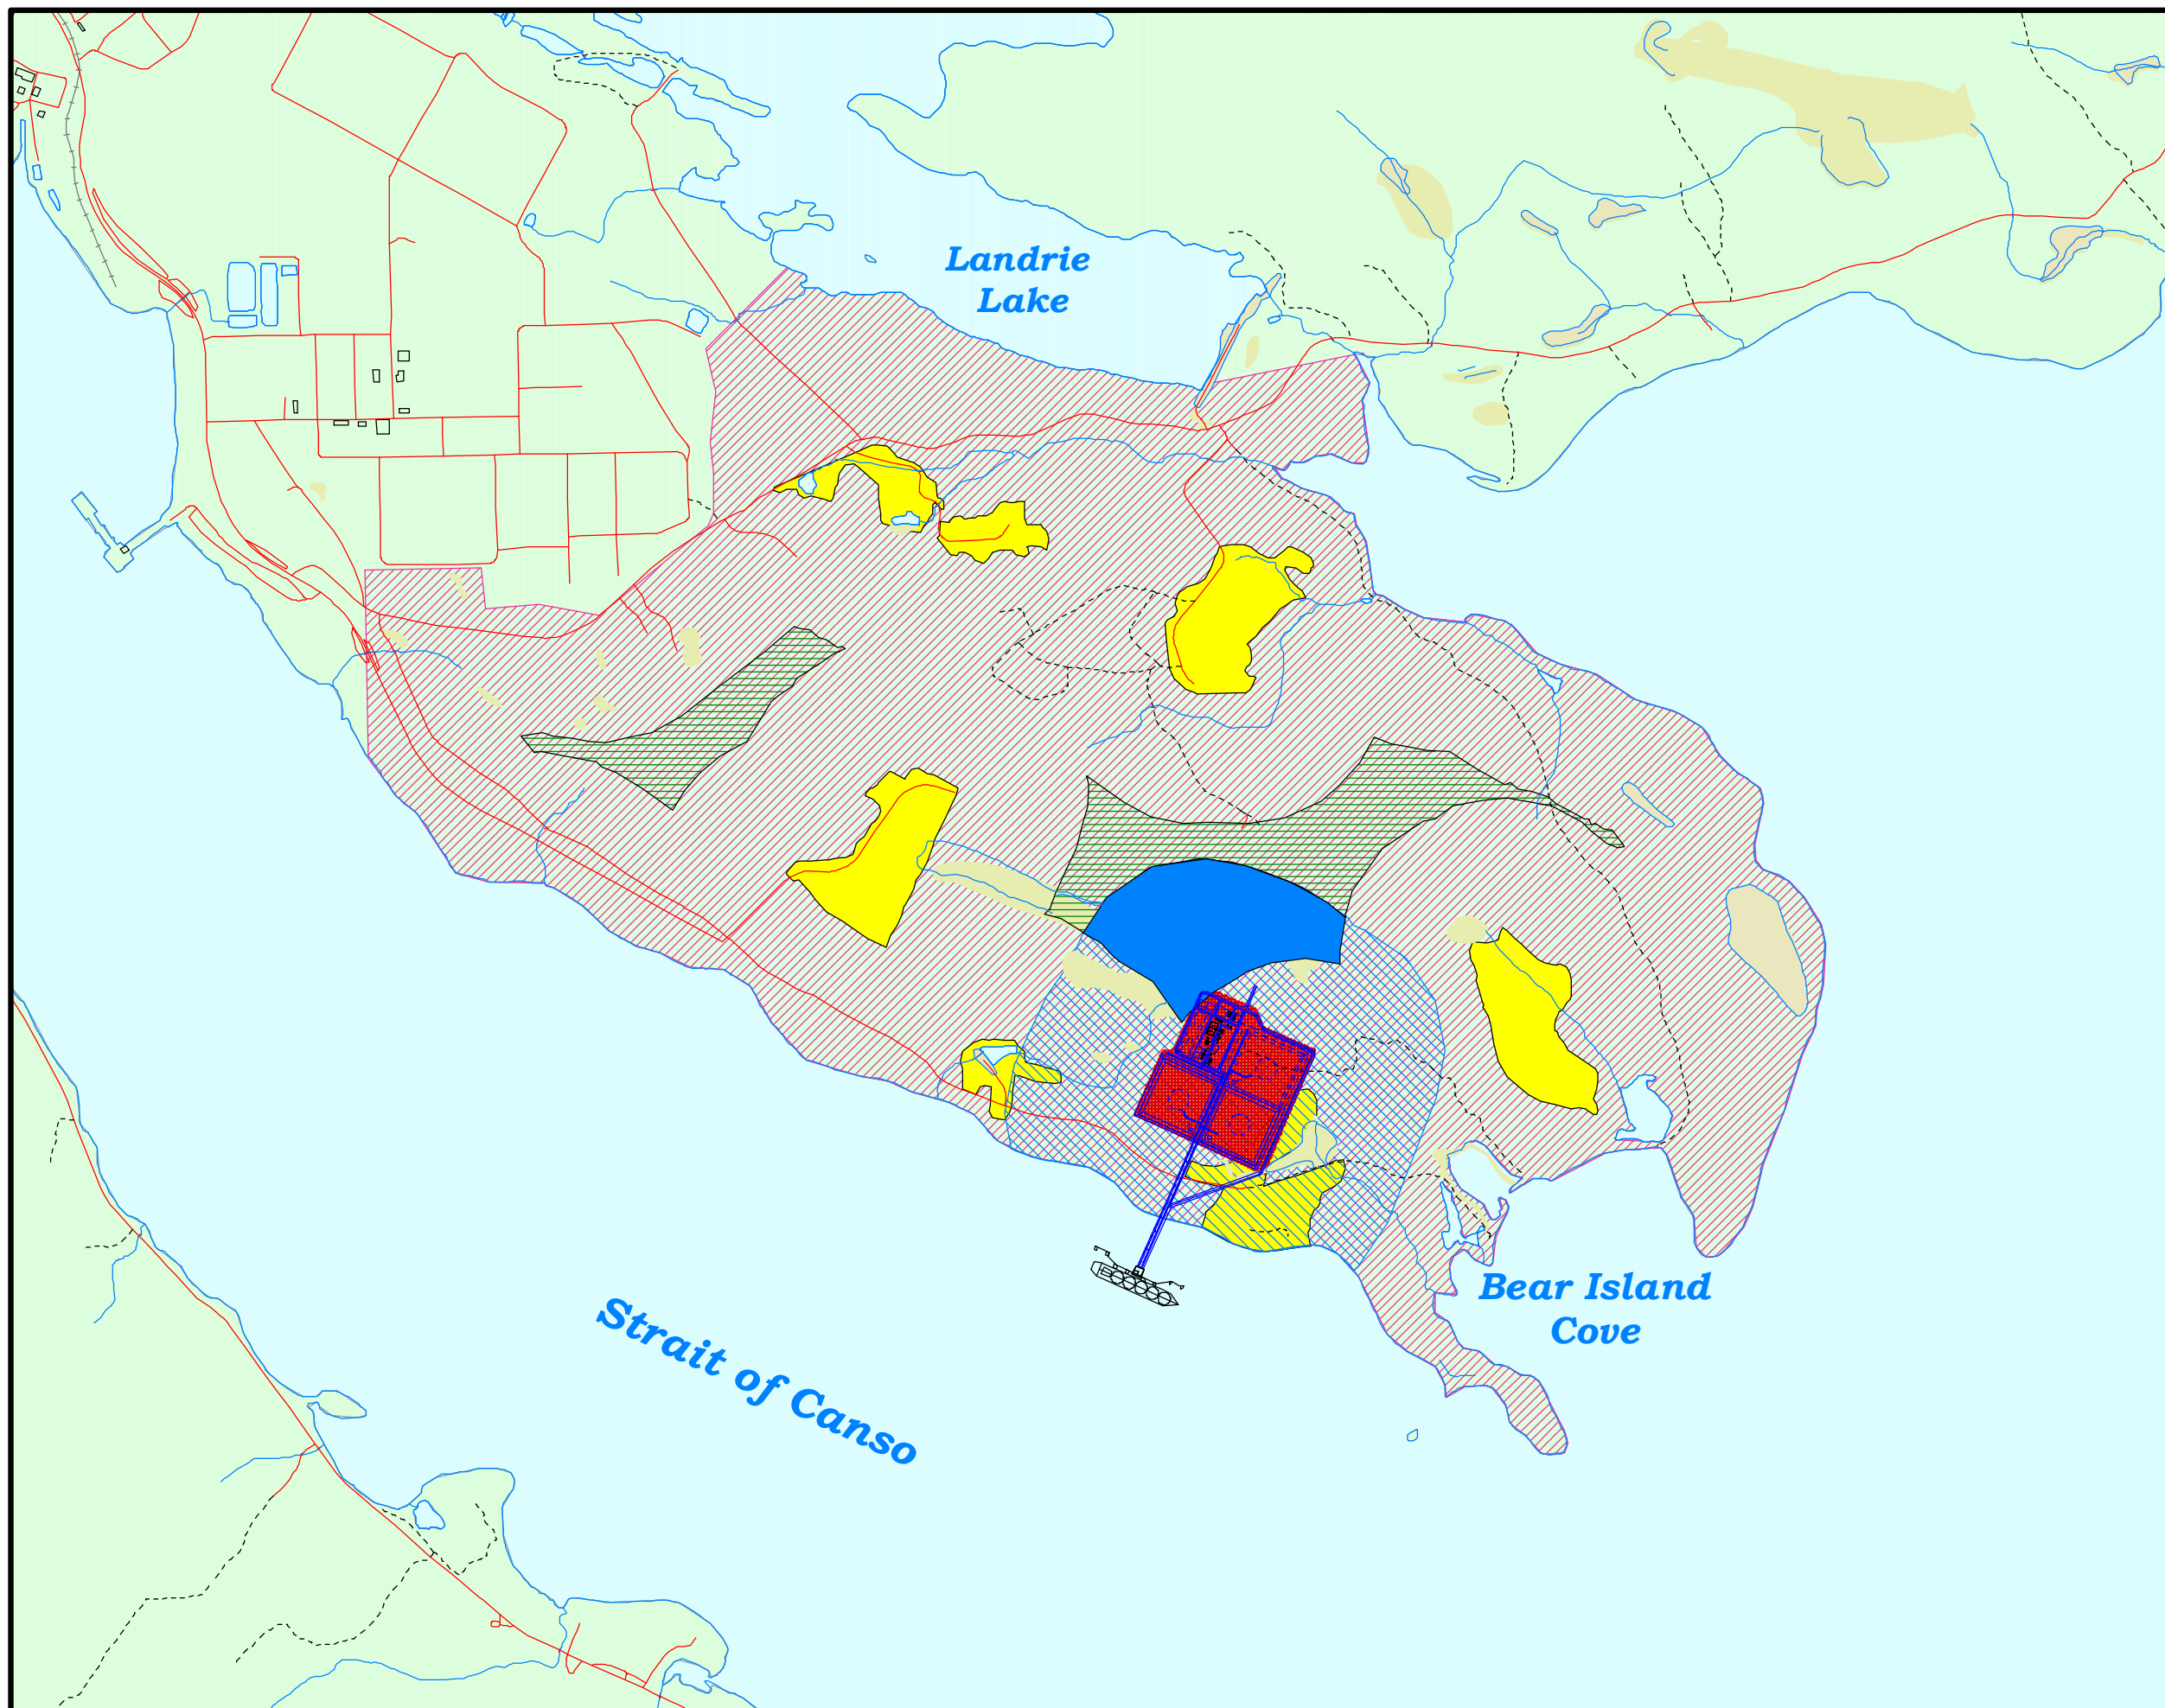 Landrie
Lake
Bear Island
Cove
Strait of Canso